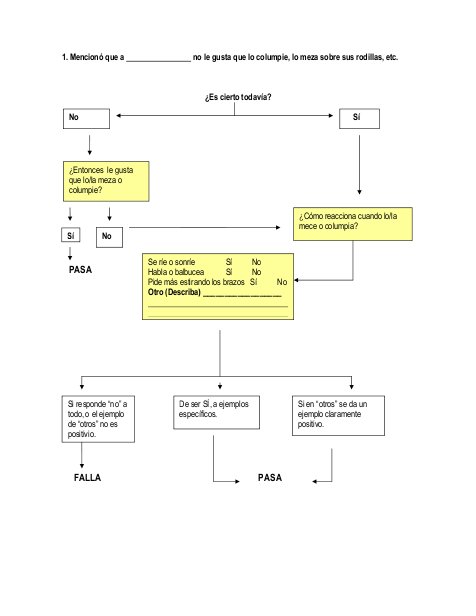 1. Mencionó que a _______________ no le gusta que lo columpie, lo meza sobre sus rodillas, etc.
¿Es cierto todavía?
No
Sí
¿Entonces le gusta
que lo/la meza o
columpie?
¿Cómo reacciona cuando lo/la
mece o columpia?
Sí
No
PASA
Se ríe o sonríe Sí No
Habla o balbucea Sí No
Pide más estirando los brazos Sí No
Otro (Describa) ____________________
Si responde "no" a
todo, o el ejemplo
de "otros" no es
positivio.
De ser SÍ, a ejemplos
específicos.
Si en "otros" se da un
ejemplo claramente
positivo.
FALLA
PASA